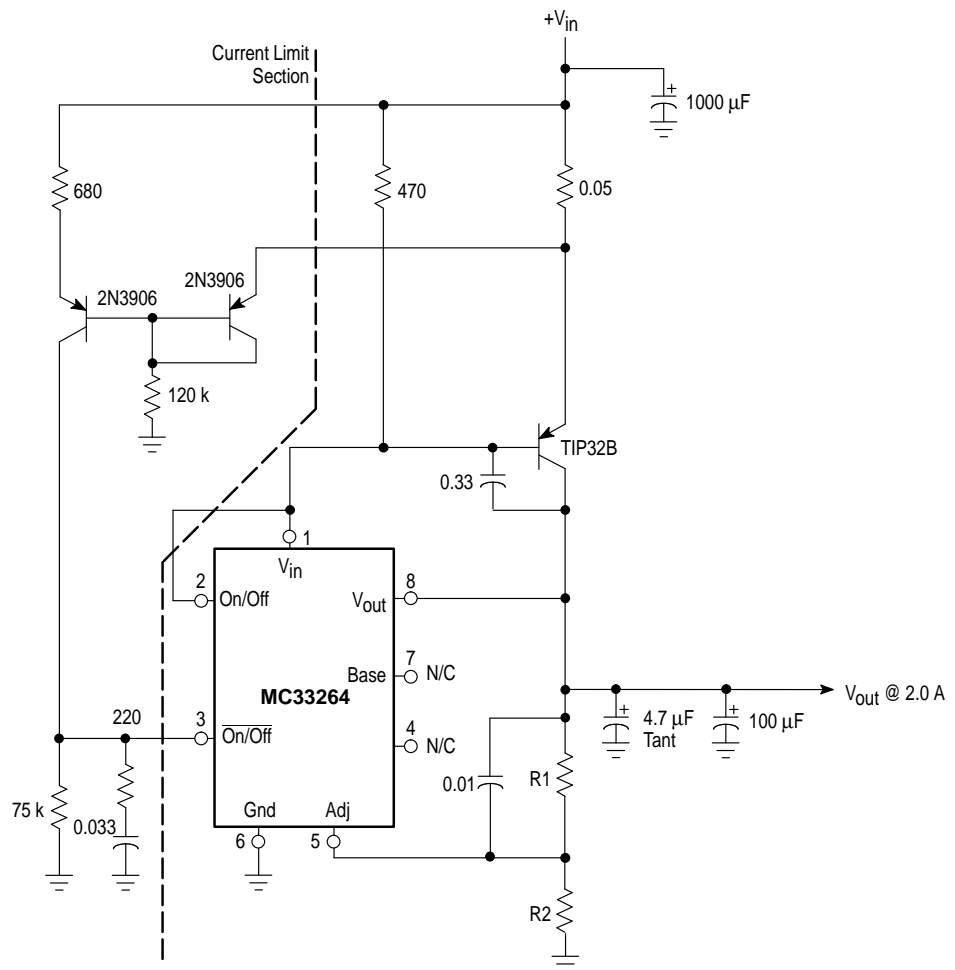 +Vin
Current Limit
Section
1000 µF
680
470
0.05
2N3906
2N3906
120 k
TIP32B
0.33
1
Vin
2
On/Off
8
Vout
7
Base
N/C
MC33264
Vout @ 2.0 A
220
3
On/Off
4
N/C
4.7 µF
Tant
100 µF
R1
0.01
75 k
0.033
Gnd
Adj
6
5
R2